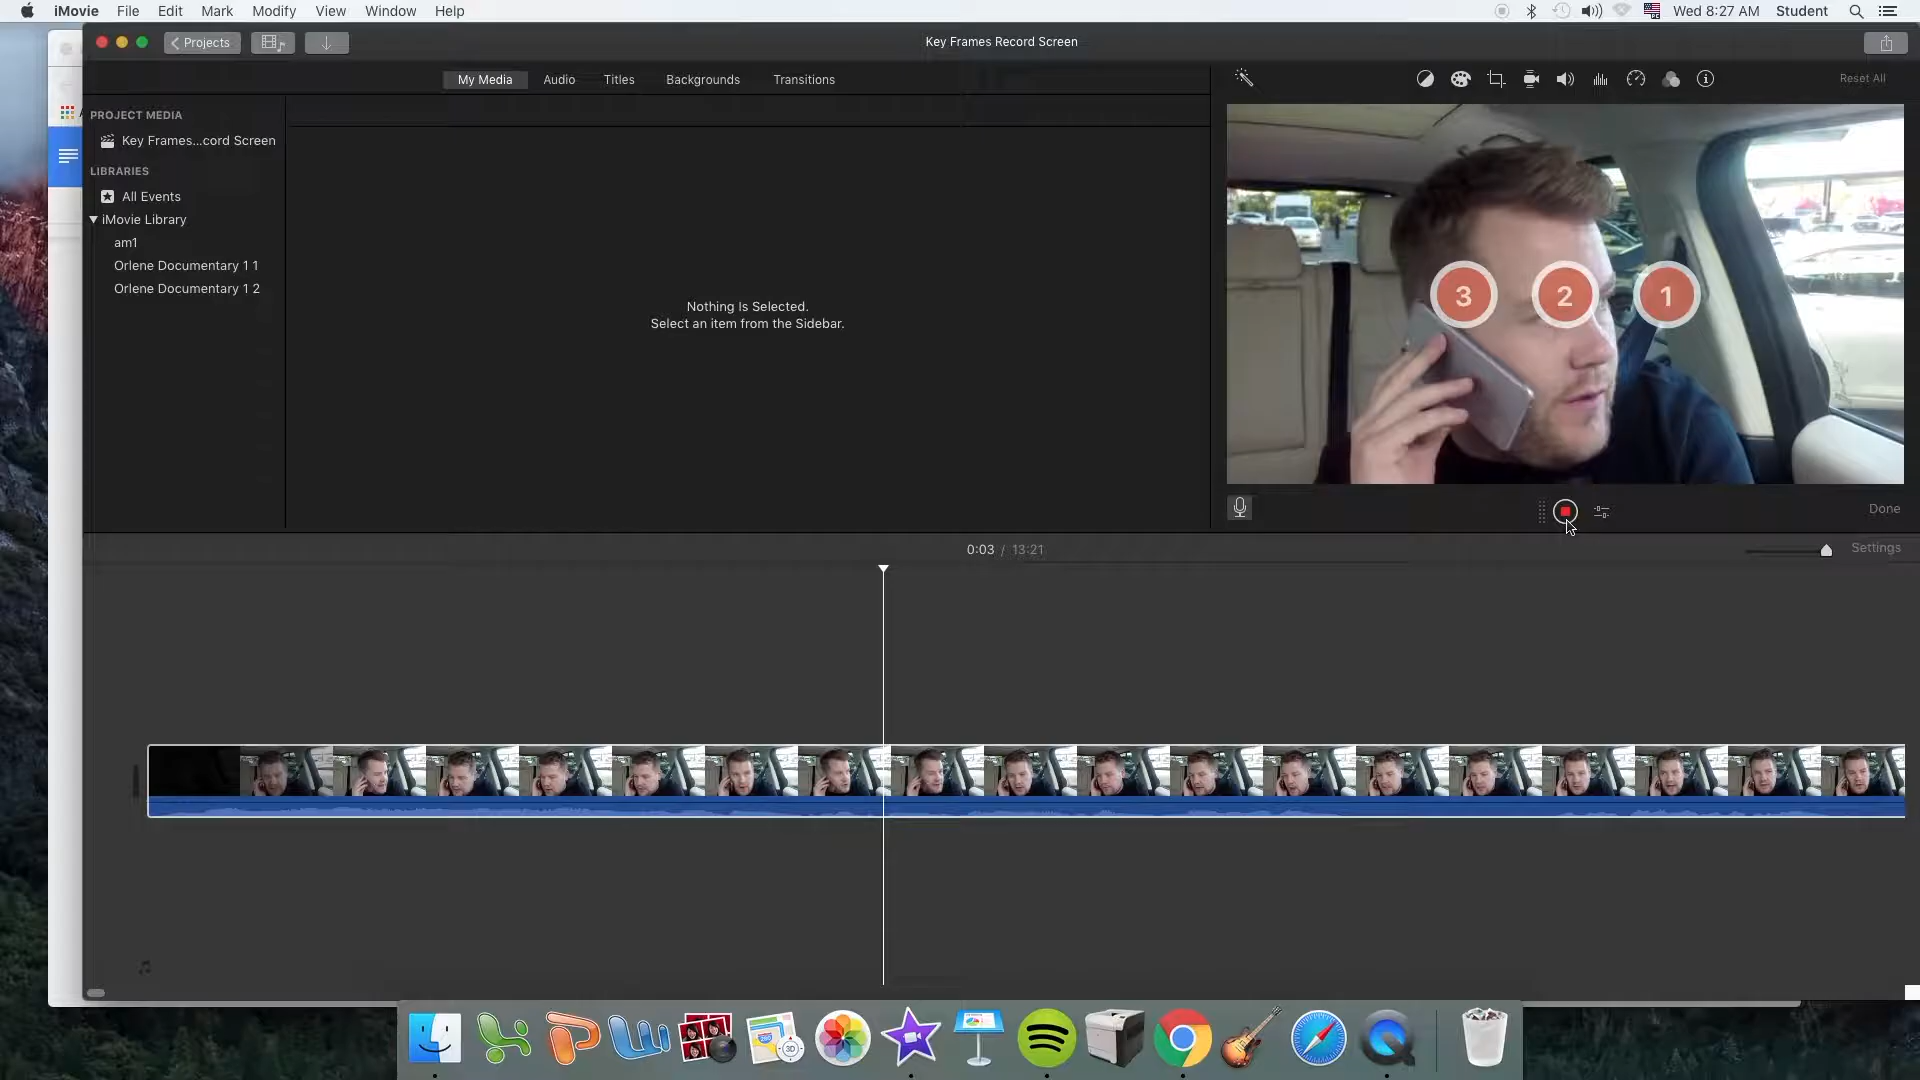 iMovie File Edit Mark Modify View Window Help
Wed 8:27 AM Student
Projects
Key Frames Record Screen
My Media Audio Titles Backgrounds Transitions
Reset All
PROJECT MEDIA
Key Frames...cord Screen
LIBRARIES
All Events
iMovie Library
am1
Orlene Documentary 1 1
Orlene Documentary 1 2
Nothing Is Selected.
Select an item from the Sidebar.
3 2 1
Done
0:03 / 13:21
Settings